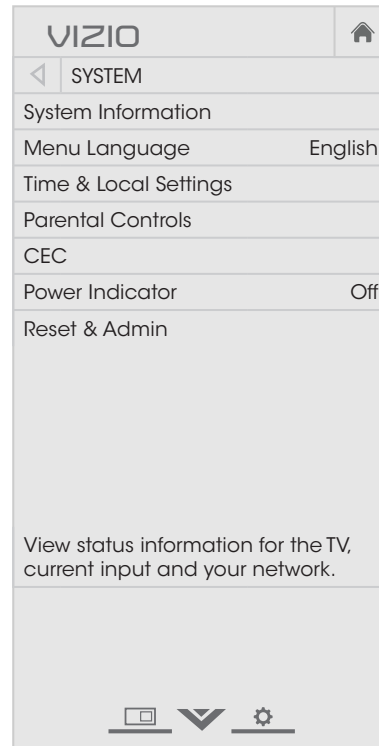 VIZIO
SYSTEM
System Information
Menu Language English
Time & Local Settings
Parental Controls
CEC
Power Indicator Off
Reset & Admin
View status information for the TV,
current input and your network.